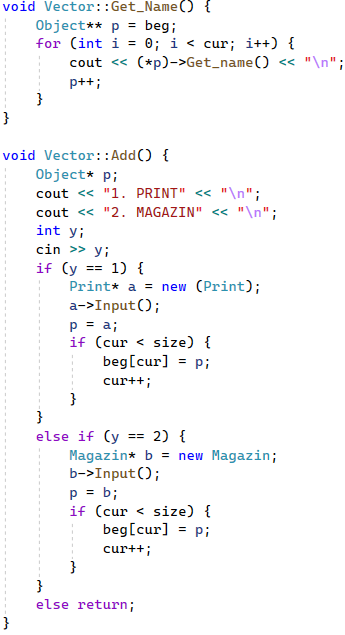 void Vector::Get_Name() {
    Object** p = beg;
    for (int i = 0; i < cur; i++) {
        cout << (*p)->Get_name() << "\n";
        p++;
    }
}

void Vector::Add() {
    Object* p;
    cout << "1. PRINT" << "\n";
    cout << "2. MAGAZIN" << "\n";
    int y;
    cin >> y;
    if (y == 1) {
        Print* a = new (Print);
        a->Input();
        p = a;
        if (cur < size) {
            beg[cur] = p;
            cur++;
        }
    }
    else if (y == 2) {
        Magazin* b = new Magazin;
        b->Input();
        p = b;
        if (cur < size) {
            beg[cur] = p;
            cur++;
        }
    }
    else return;
}